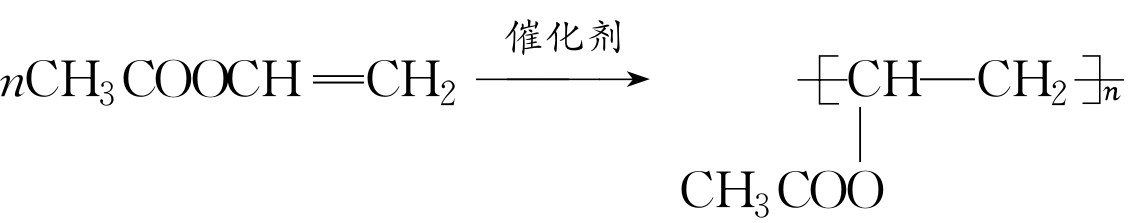 催化剂
nCH₃COOCH═CH₂ ⟶ ⁅CH—CH₂⁆ₙ
CH₃COO